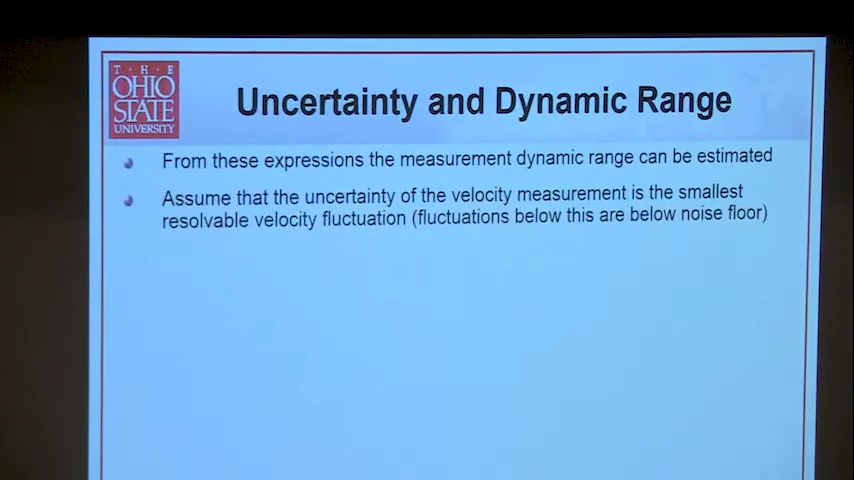 T · H · E
OHIO
STATE
UNIVERSITY
Uncertainty and Dynamic Range
From these expressions the measurement dynamic range can be estimated
Assume that the uncertainty of the velocity measurement is the smallest
resolvable velocity fluctuation (fluctuations below this are below noise floor)